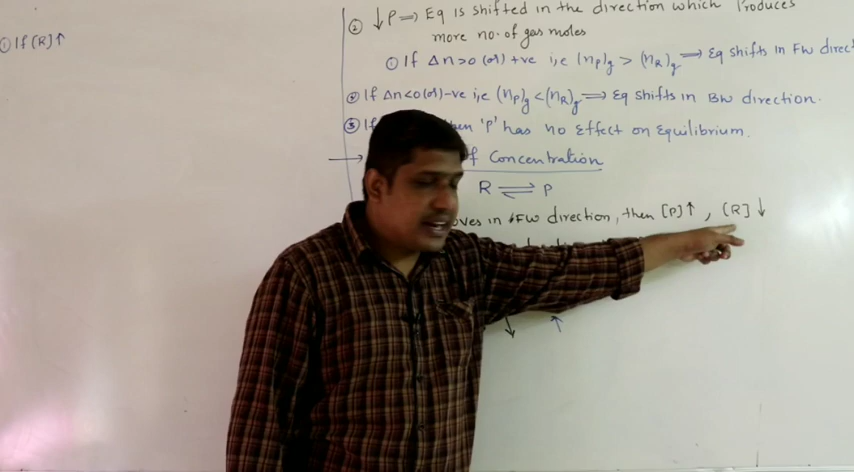 ① If [R]↑
② ↓P ⟹ Eq is shifted in the direction which Produces
more no. of gas moles
① If Δn>0 (or) +ve i,e (np)g > (nR)g ⟹ Eq shifts in FW direct
② If Δn<0 (or) -ve i,e (np)g < (nR)g ⟹ Eq shifts in BW direction.
③ If then 'P' has no Effect on Equilibrium.
→ f Concentration
R ⇌ P
oves in FW direction, then [P]↑, [R]↓